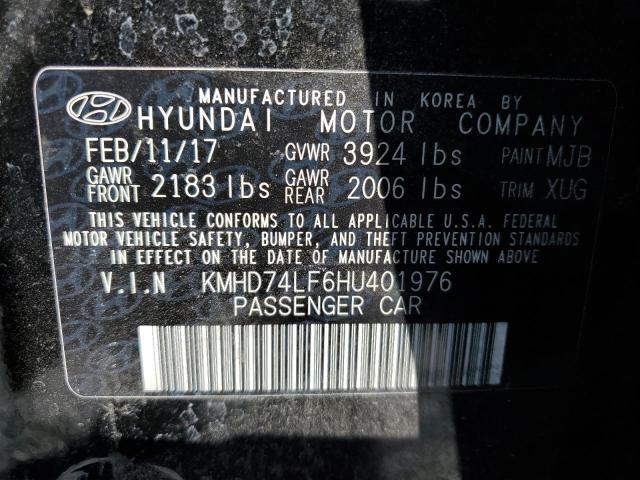 MANUFACTURED IN KOREA BY
HYUNDAI MOTOR COMPANY
FEB/11/17 GVWR 3924 lbs PAINT MJB
GAWR FRONT 2183 lbs GAWR REAR 2006 lbs TRIM XUG
THIS VEHICLE CONFORMS TO ALL APPLICABLE U.S.A. FEDERAL
MOTOR VEHICLE SAFETY, BUMPER, AND THEFT PREVENTION STANDARDS
IN EFFECT ON THE DATE OF MANUFACTURE SHOWN ABOVE.
V.I.N KMHD74LF6HU401976
PASSENGER CAR